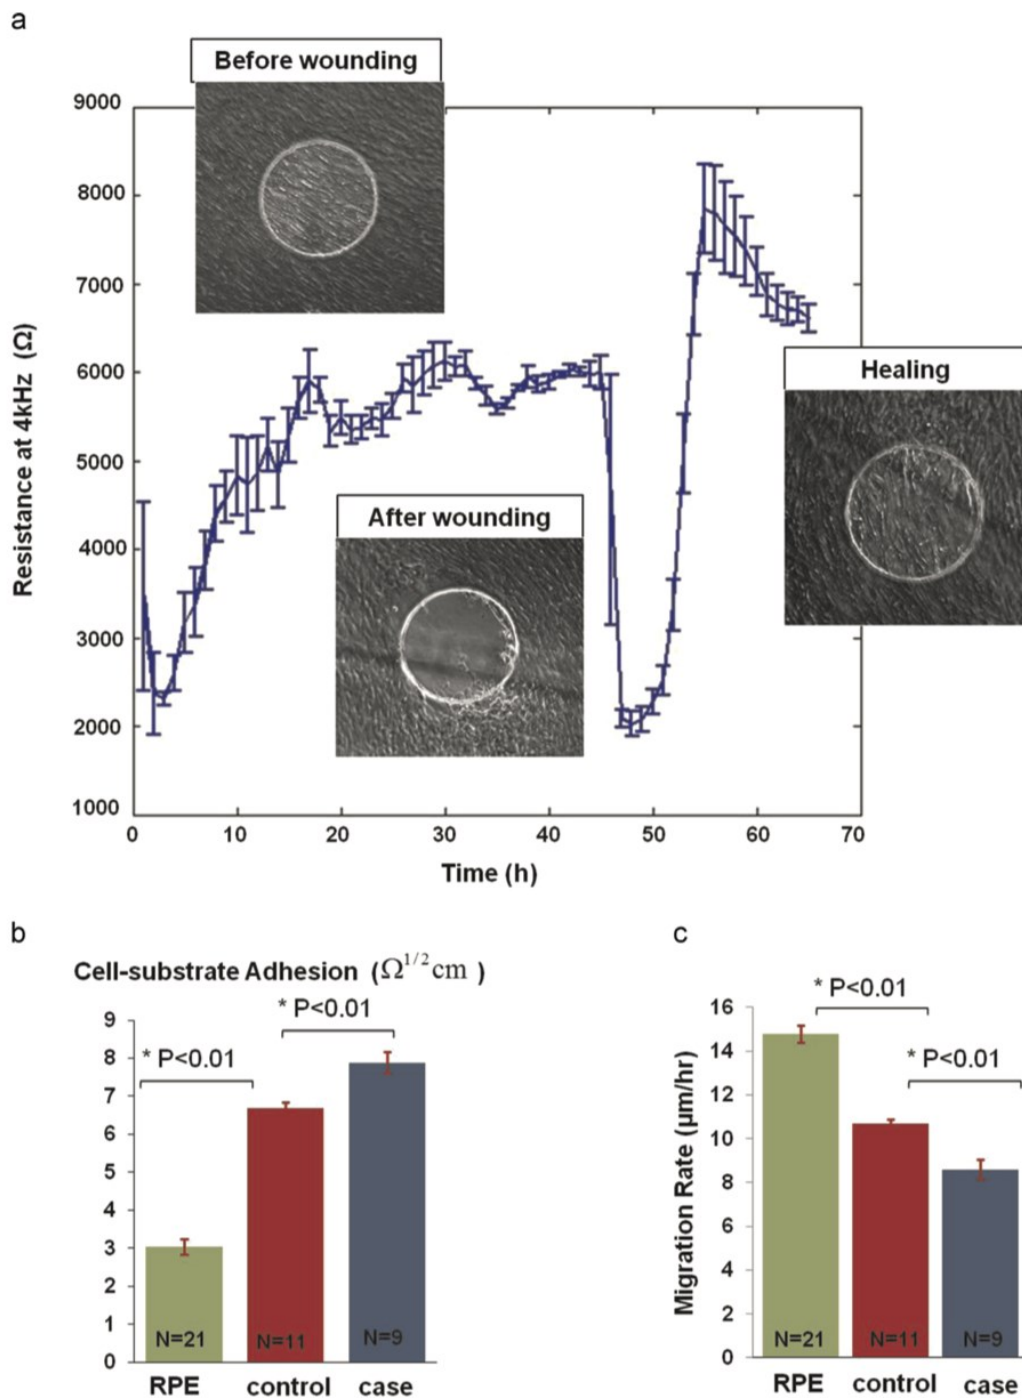 a
Before wounding
9000
8000
7000
6000
5000
4000
3000
2000
1000
Resistance at 4kHz (Ω)
Healing
After wounding
0 10 20 30 40 50 60 70
Time (h)
b
Cell-substrate Adhesion (Ω^1/2 cm )
* P<0.01
* P<0.01
9
8
7
6
5
4
3
2
1
0
N=21 N=11 N=9
RPE control case
c
* P<0.01
* P<0.01
16
14
12
10
8
6
4
2
0
Migration Rate (µm/hr)
N=21 N=11 N=9
RPE control case